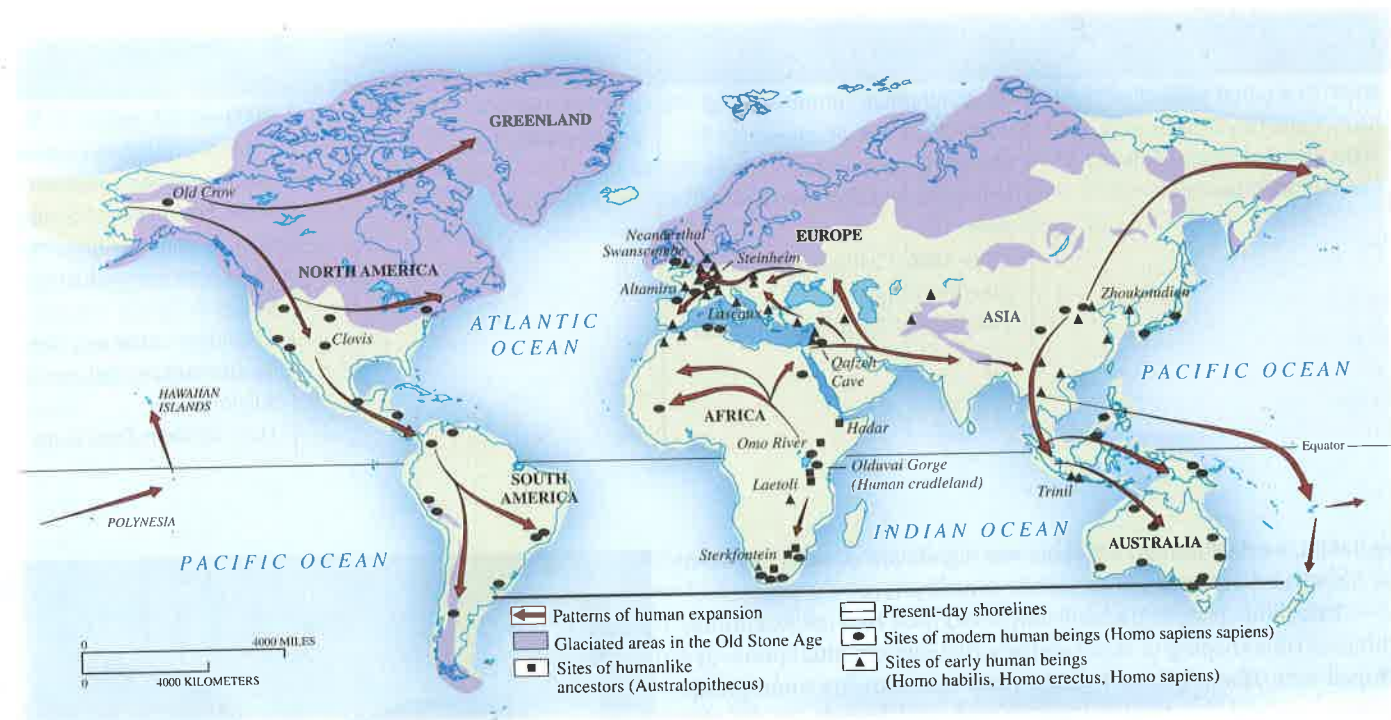 GREENLAND
Old Crow
NORTH AMERICA
Clovis
ATLANTIC
OCEAN
HAWAIIAN
ISLANDS
POLYNESIA
PACIFIC OCEAN
SOUTH
AMERICA
Neanderthal
Swanscombe
Steinheim
EUROPE
Altamira
Lascaux
ASIA
Zhoukoudian
Qafzeh
Cave
PACIFIC OCEAN
AFRICA
Hadar
Omo River
Equator
Olduvai Gorge
(Human cradleland)
Laetoli
Trinil
INDIAN OCEAN
AUSTRALIA
Sterkfontein
0
4000 MILES
0
4000 KILOMETERS
Patterns of human expansion
Glaciated areas in the Old Stone Age
Sites of humanlike
ancestors (Australopithecus)
Present-day shorelines
Sites of modern human beings (Homo sapiens sapiens)
Sites of early human beings
(Homo habilis, Homo erectus, Homo sapiens)